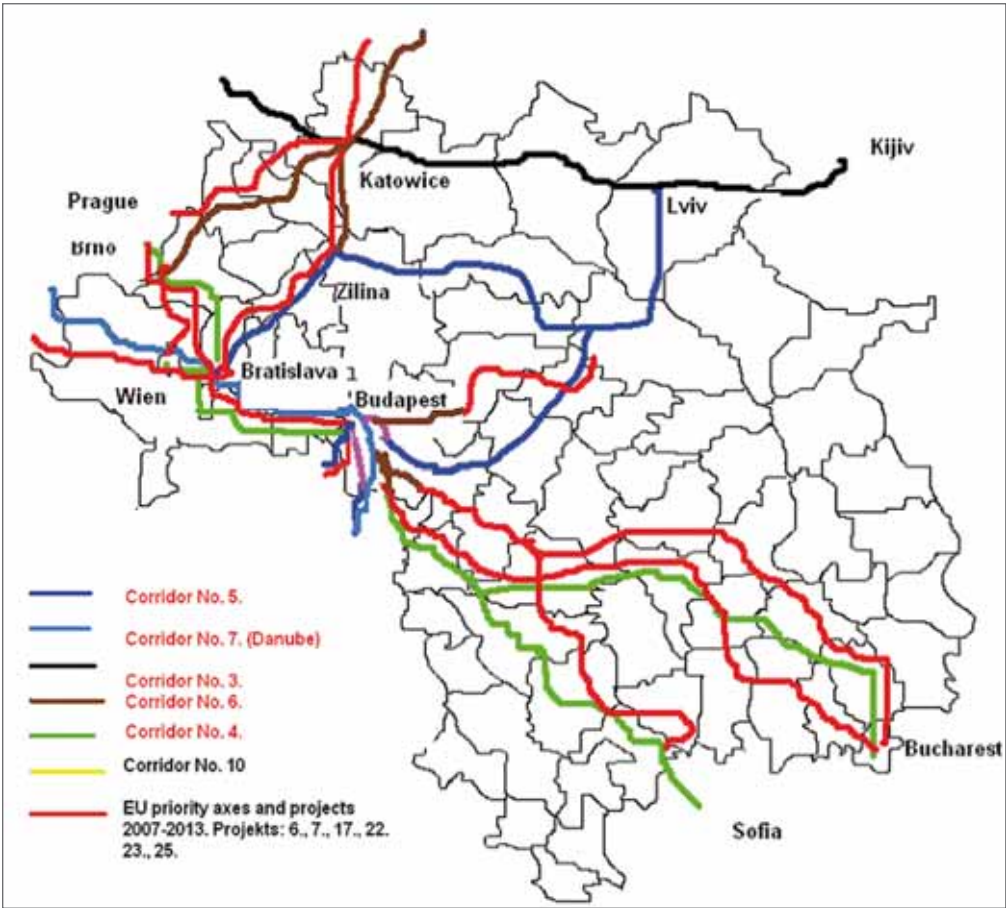 Kijiv
Katowice
Prague
Lviv
Brno
Zilina
Bratislava 1
Wien
Budapest
Corridor No. 5.
Corridor No. 7. (Danube)
Corridor No. 3.
Corridor No. 6.
Corridor No. 4.
Corridor No. 10
EU priority axes and projects
2007-2013. Projekts: 6., 7., 17., 22.
23., 25.
Bucharest
Sofia